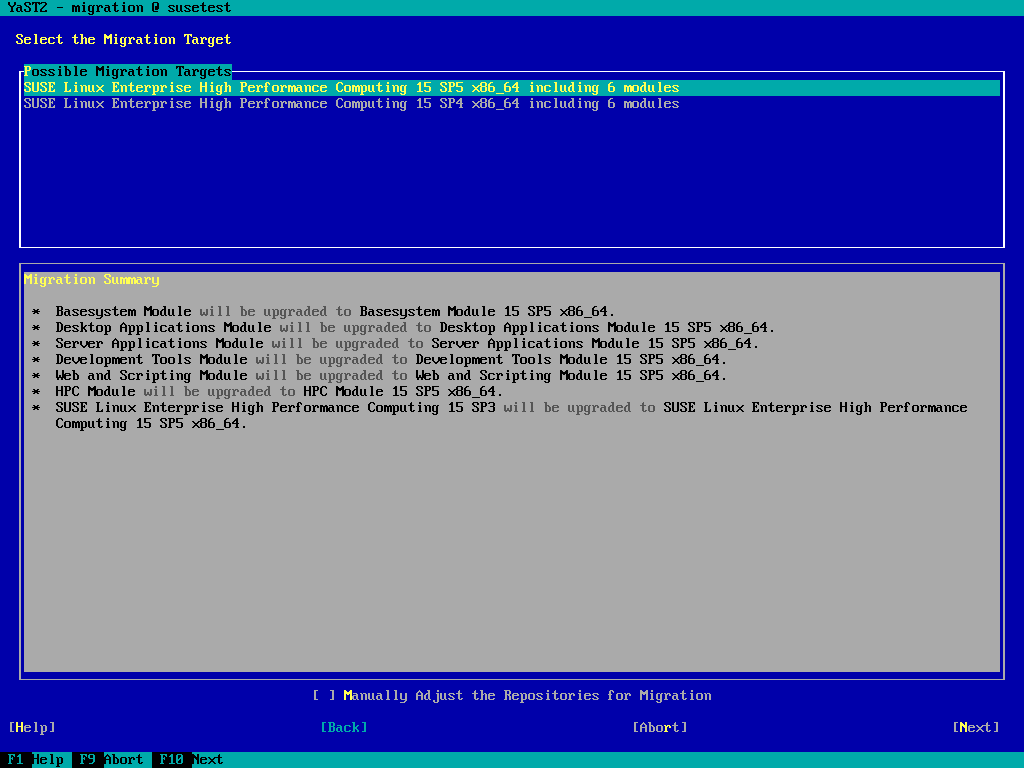 YaST2 - migration @ susetest
Select the Migration Target
Possible Migration Targets
SUSE Linux Enterprise High Performance Computing 15 SP5 x86_64 including 6 modules
SUSE Linux Enterprise High Performance Computing 15 SP4 x86_64 including 6 modules
Migration Summary
* Basesystem Module will be upgraded to Basesystem Module 15 SP5 x86_64.
* Desktop Applications Module will be upgraded to Desktop Applications Module 15 SP5 x86_64.
* Server Applications Module will be upgraded to Server Applications Module 15 SP5 x86_64.
* Development Tools Module will be upgraded to Development Tools Module 15 SP5 x86_64.
* Web and Scripting Module will be upgraded to Web and Scripting Module 15 SP5 x86_64.
* HPC Module will be upgraded to HPC Module 15 SP5 x86_64.
* SUSE Linux Enterprise High Performance Computing 15 SP3 will be upgraded to SUSE Linux Enterprise High Performance
Computing 15 SP5 x86_64.
[ ] Manually Adjust the Repositories for Migration
[Help] [Back] [Abort] [Next]
F1 Help F9 Abort F10 Next